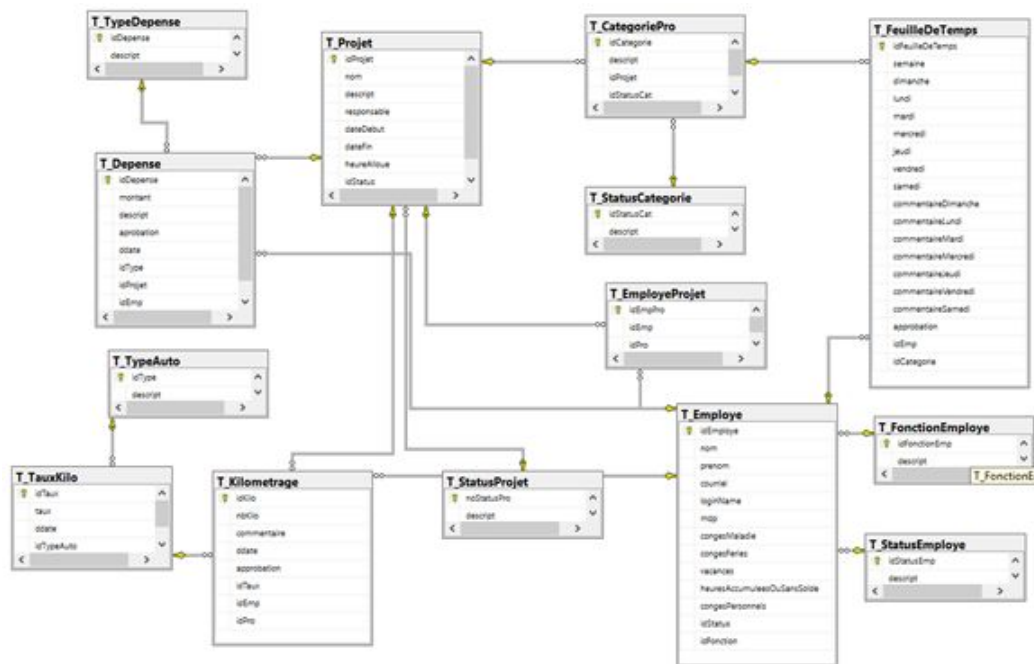 T_TypeDepense
idDepense
descript
T_Projet
idProjet
nom
descript
responsable
dateDebut
dateFin
heureAlloue
idStatus
T_CategoriePro
idCategorie
descript
idProjet
idStatusCat
T_FeuilleDeTemps
idFeuilleDeTemps
semaine
dimanche
lundi
mardi
mercredi
jeudi
vendredi
samedi
commentaireDimanche
commentaireLundi
commentaireMardi
commentaireMercredi
commentaireJeudi
commentaireVendredi
commentaireSamedi
approbation
idEmp
idCategorie
T_Depense
idDepense
montant
descript
aprobation
ddate
idType
idProjet
idEmp
T_StatusCategorie
idStatusCat
descript
T_EmployeProjet
idEmpPro
idEmp
idPro
T_TypeAuto
idType
descript
T_Employe
idEmploye
nom
prenom
courriel
loginName
mdp
congesMaladie
congesFeries
vacances
heuresAccumuleesOuSansSolde
congesPersonnels
idStatus
idFonction
T_FonctionEmploye
idFonctionEmp
descript
T_FonctionE
T_TauxKilo
idTaux
taux
ddate
idTypeAuto
T_Kilometrage
idKilo
nbKilo
commentaire
ddate
approbation
idTaux
idEmp
idPro
T_StatusProjet
noStatusPro
descript
T_StatusEmploye
idStatusEmp
descript